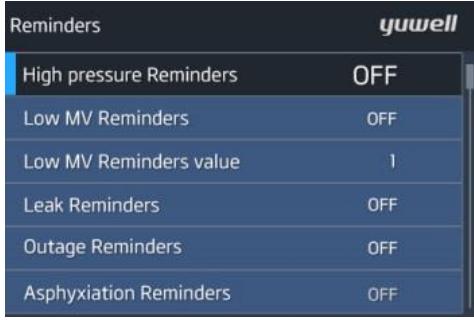 Reminders yuwell
High pressure Reminders OFF
Low MV Reminders OFF
Low MV Reminders value 1
Leak Reminders OFF
Outage Reminders OFF
Asphyxiation Reminders OFF